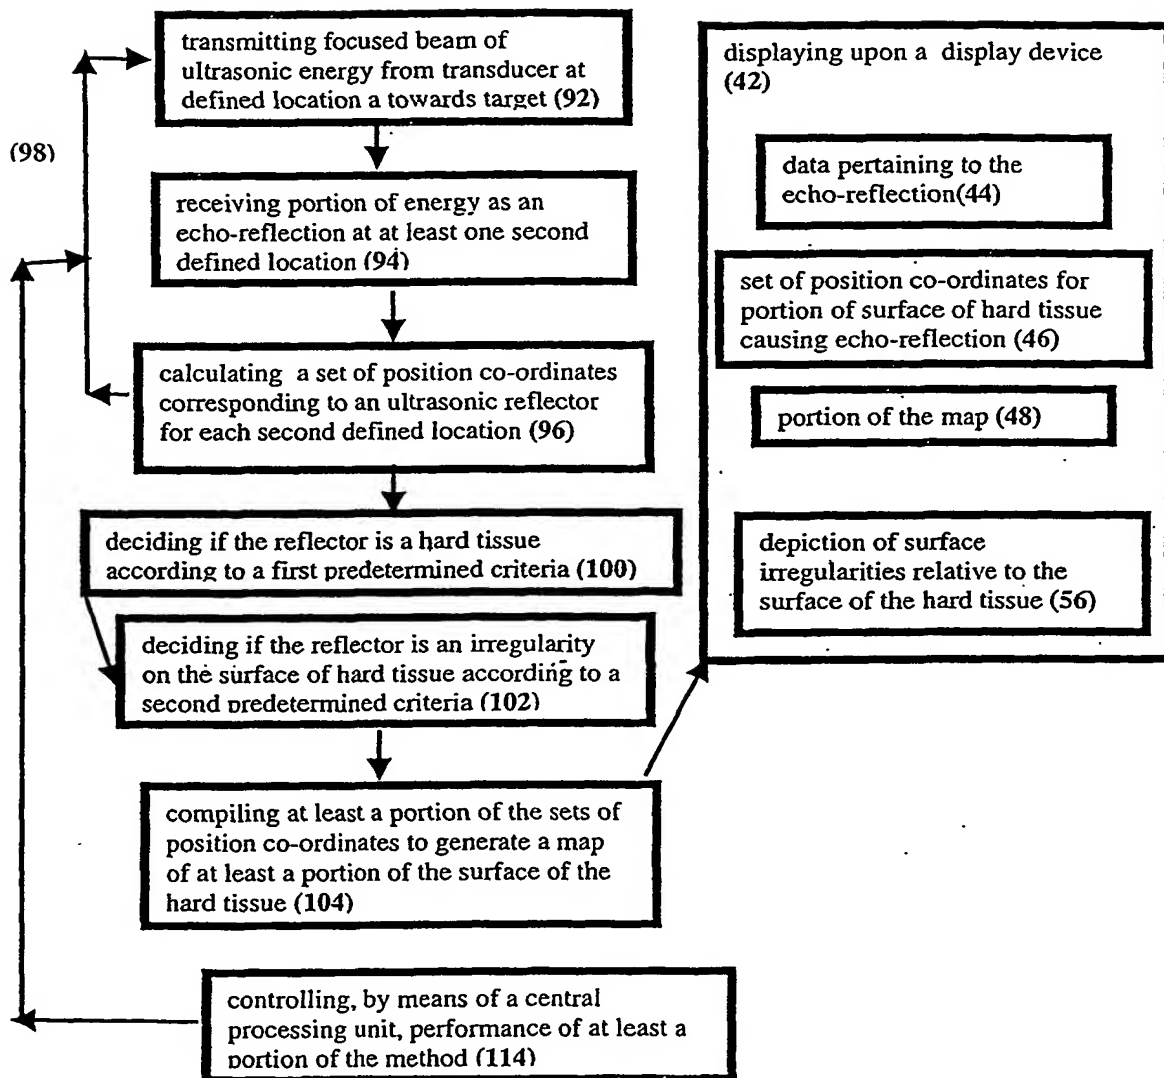 transmitting focused beam of
ultrasonic energy from transducer at
defined location a towards target (92)
(98)
receiving portion of energy as an
echo-reflection at at least one second
defined location (94)
calculating a set of position co-ordinates
corresponding to an ultrasonic reflector
for each second defined location (96)
deciding if the reflector is a hard tissue
according to a first predetermined criteria (100)
deciding if the reflector is an irregularity
on the surface of hard tissue according to a
second predetermined criteria (102)
compiling at least a portion of the sets of
position co-ordinates to generate a map
of at least a portion of the surface of the
hard tissue (104)
controlling, by means of a central
processing unit, performance of at least a
portion of the method (114)
displaying upon a display device
(42)
data pertaining to the
echo-reflection(44)
set of position co-ordinates for
portion of surface of hard tissue
causing echo-reflection (46)
portion of the map (48)
depiction of surface
irregularities relative to the
surface of the hard tissue (56)